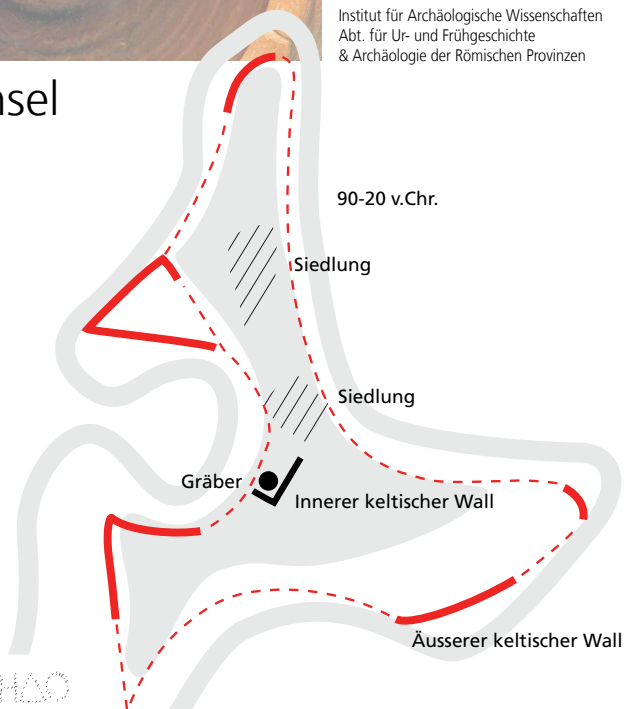 Institut für Archäologische Wissenschaften
Abt. für Ur- und Frühgeschichte
& Archäologie der Römischen Provinzen
90-20 v.Chr.
Siedlung
Siedlung
Gräber
Innerer keltischer Wall
Äusserer keltischer Wall